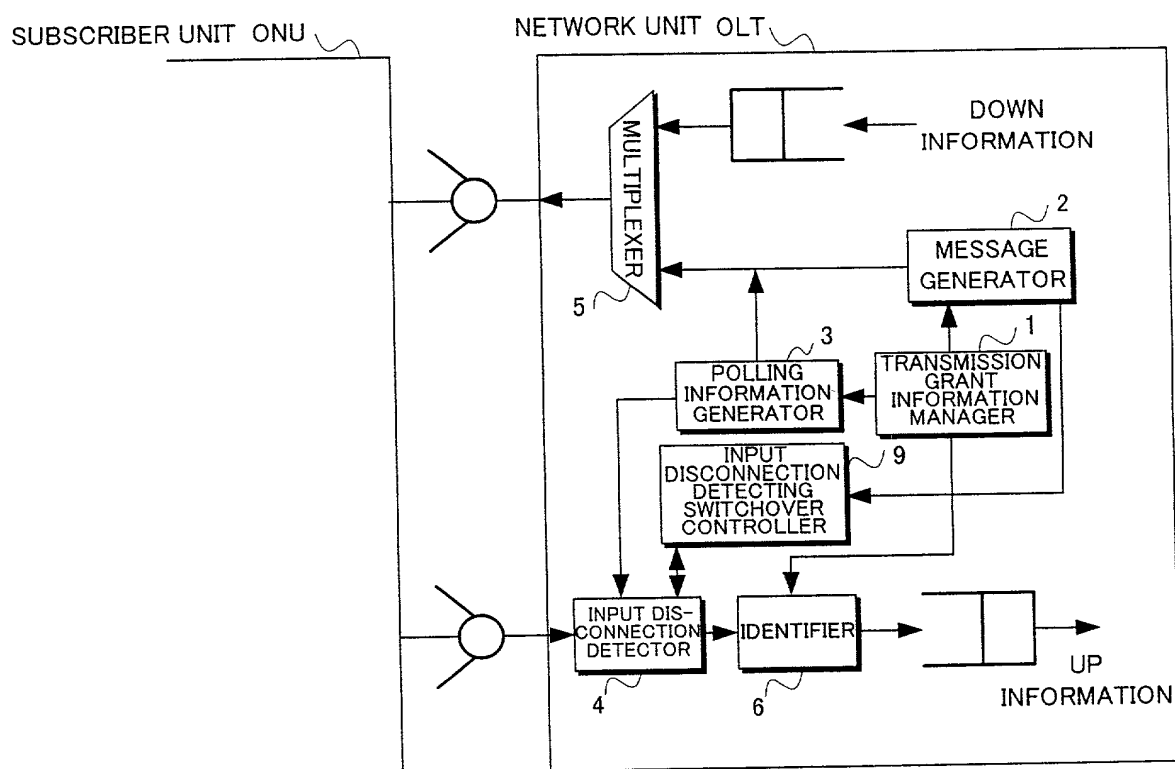 SUBSCRIBER UNIT ONU
NETWORK UNIT OLT
DOWN
INFORMATION
MULTIPLEXER
5
2
MESSAGE
GENERATOR
3
POLLING
INFORMATION
GENERATOR
1
TRANSMISSION
GRANT
INFORMATION
MANAGER
9
INPUT
DISCONNECTION
DETECTING
SWITCHOVER
CONTROLLER
INPUT DIS-
CONNECTION
DETECTOR
4
IDENTIFIER
6
UP
INFORMATION